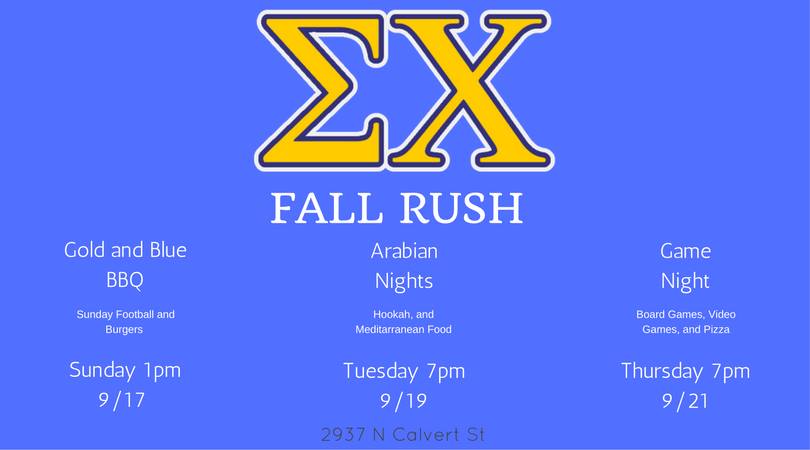 ΣΧ
FALL RUSH
Gold and Blue
BBQ
Sunday Football and
Burgers
Sunday 1pm
9/17
Arabian
Nights
Hookah, and
Meditarranean Food
Tuesday 7pm
9/19
Game
Night
Board Games, Video
Games, and Pizza
Thursday 7pm
9/21
2937 N Calvert St